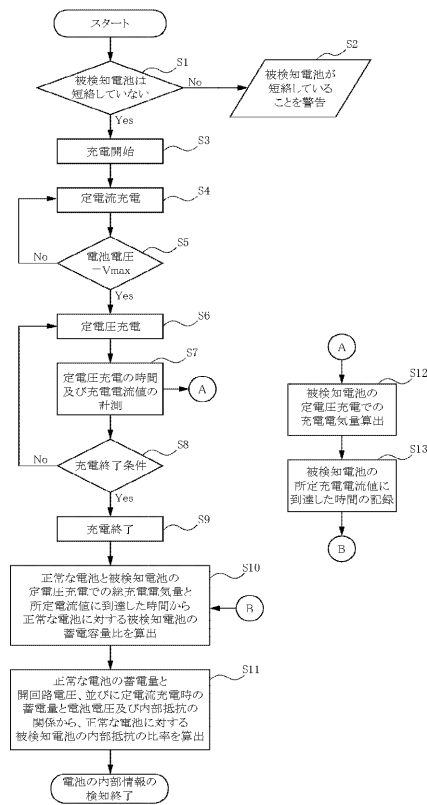 スタート
S1
被検知電池は
短絡していない
No
Yes
S2
被検知電池が
短絡している
ことを警告
S3
充電開始
S4
定電流充電
S5
電池電圧
=Vmax
No
Yes
S6
定電圧充電
S7
定電圧充電の時間
及び充電電流値の
計測
A
S8
充電終了条件
No
Yes
S9
充電終了
S10
正常な電池と被検知電池の
定電圧充電での総充電電気量と
所定電流値に到達した時間から
正常な電池に対する被検知電池の
蓄電容量比を算出
B
S11
正常な電池の蓄電量と
開回路電圧、並びに定電流充電時の
蓄電量と電池電圧及び内部抵抗の
関係から、正常な電池に対する
被検知電池の内部抵抗の比率を算出
電池の内部情報の
検知終了
A
S12
被検知電池の
定電圧充電での
充電電気量算出
S13
被検知電池の
所定充電電流値に
到達した時間の記録
B